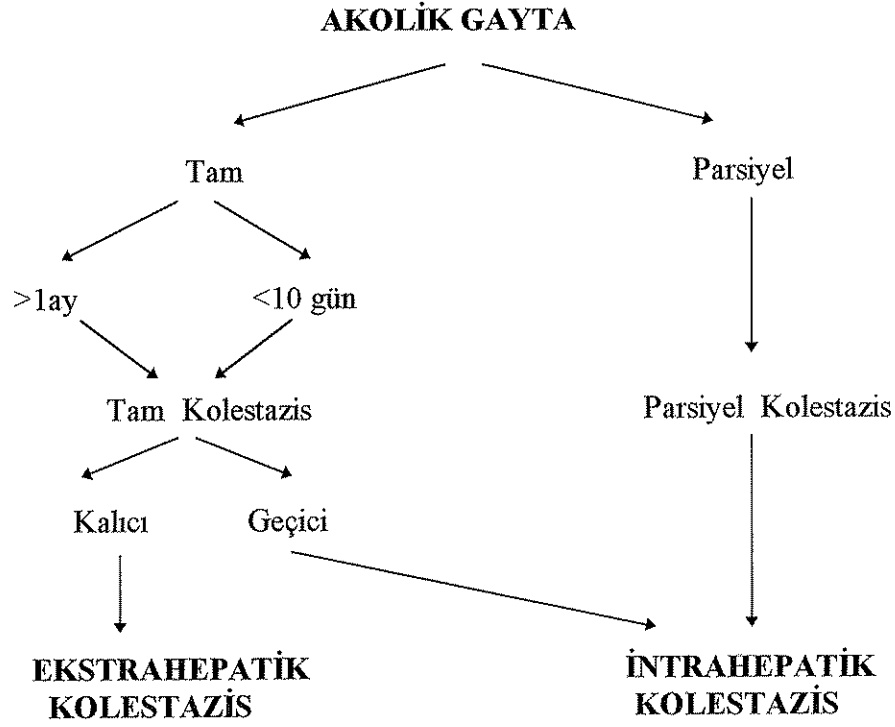 AKOLİK GAYTA
Tam
Parsiyel
>1ay
<10 gün
Tam Kolestazis
Parsiyel Kolestazis
Kalıcı
Geçici
EKSTRAHEPATİK
KOLESTAZİS
İNTRAHEPATİK
KOLESTAZİS